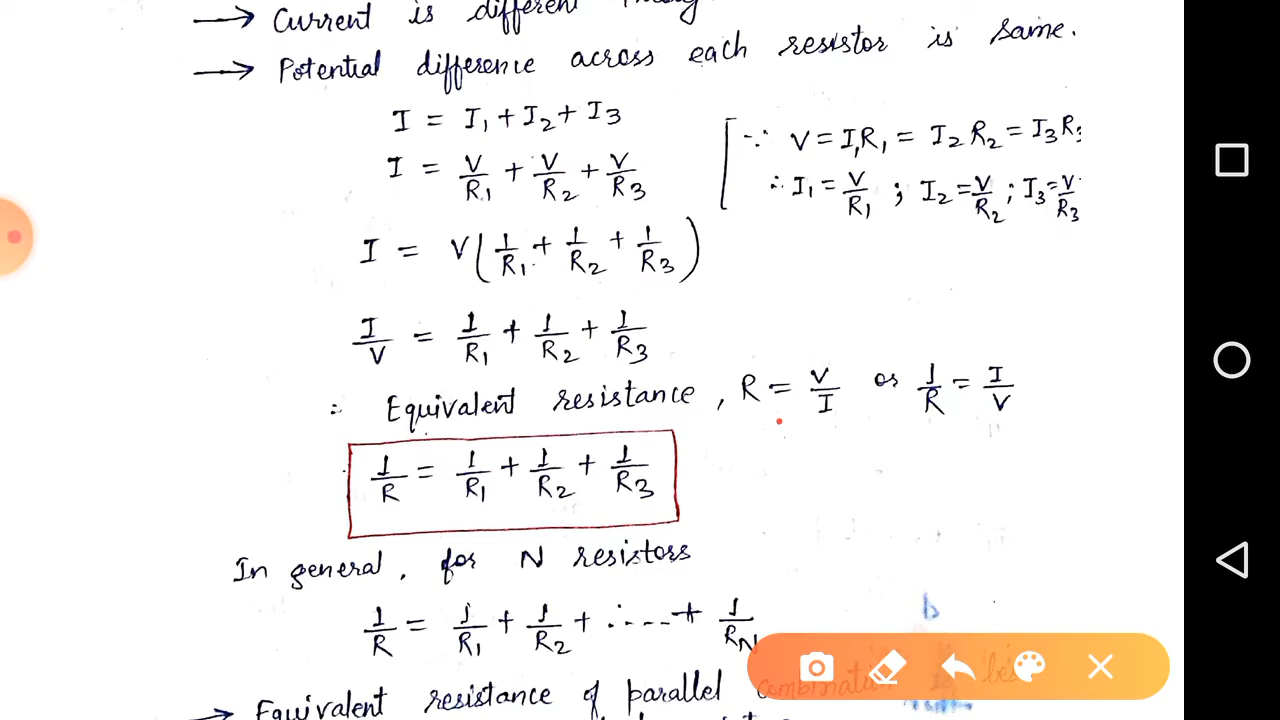 → Current is different
→ Potential difference across each resistor is same.
I = I₁ + I₂ + I₃
I = V/R₁ + V/R₂ + V/R₃
[ ∵ V = I₁R₁ = I₂R₂ = I₃R₃
∴ I₁ = V/R₁ ; I₂ = V/R₂ ; I₃ = V/R₃
I = V(1/R₁ + 1/R₂ + 1/R₃)
I/V = 1/R₁ + 1/R₂ + 1/R₃
∴ Equivalent resistance, R = V/I or 1/R = I/V
1/R = 1/R₁ + 1/R₂ + 1/R₃
In general, for N resistors
1/R = 1/R₁ + 1/R₂ + ..... + 1/R_N
b
→ Equivalent resistance of parallel combination is